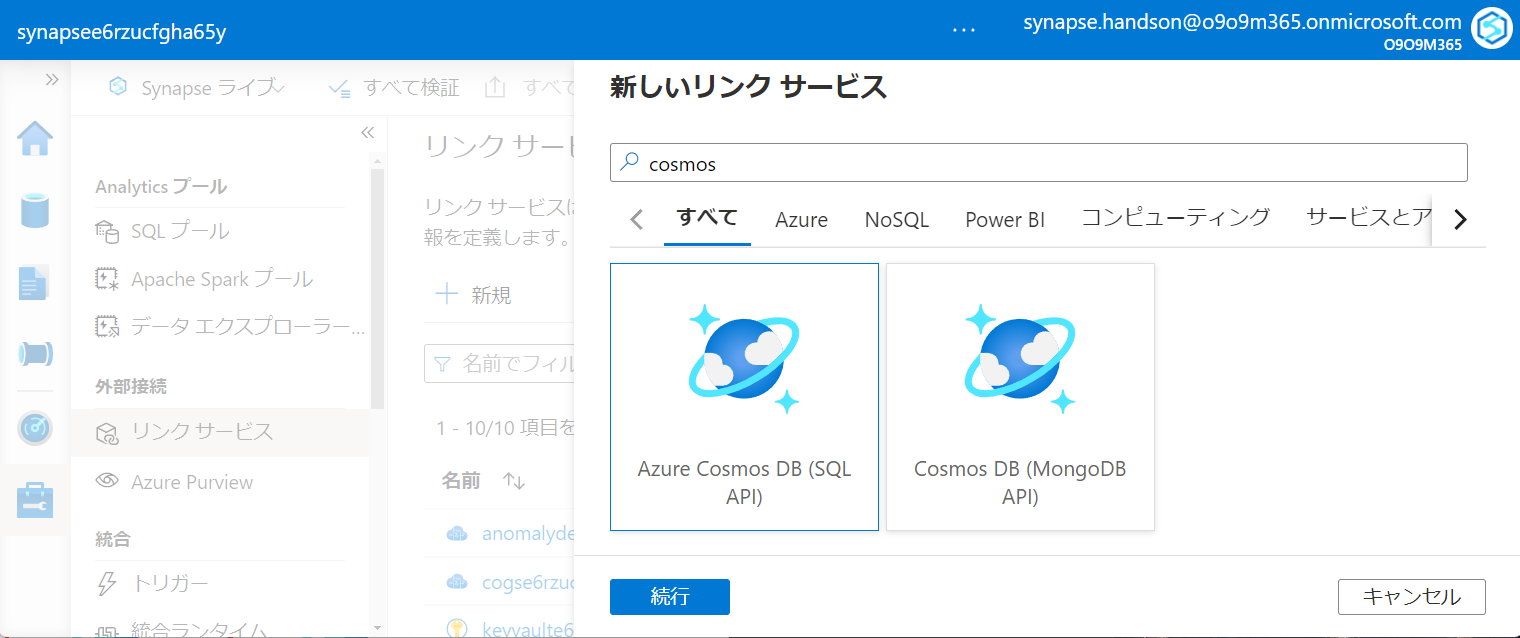 synapsee6rzucfgha65y
...
synapse.handson@o9o9m365.onmicrosoft.com
O9O9M365
Synapse ライブ
すべて検証
すべて
Analytics プール
SQL プール
Apache Spark プール
データ エクスプローラー...
外部接続
リンク サービス
Azure Purview
統合
トリガー
統合ランタイム
リンク サー
リンク サービスに
報を定義します。
新規
名前でフィル
1 - 10/10 項目を
名前
anomalyde
cogse6rzuc
keyvaulte6
新しいリンク サービス
cosmos
すべて
Azure
NoSQL
Power BI
コンピューティング
サービスとア
Azure Cosmos DB (SQL
API)
Cosmos DB (MongoDB
API)
続行
キャンセル